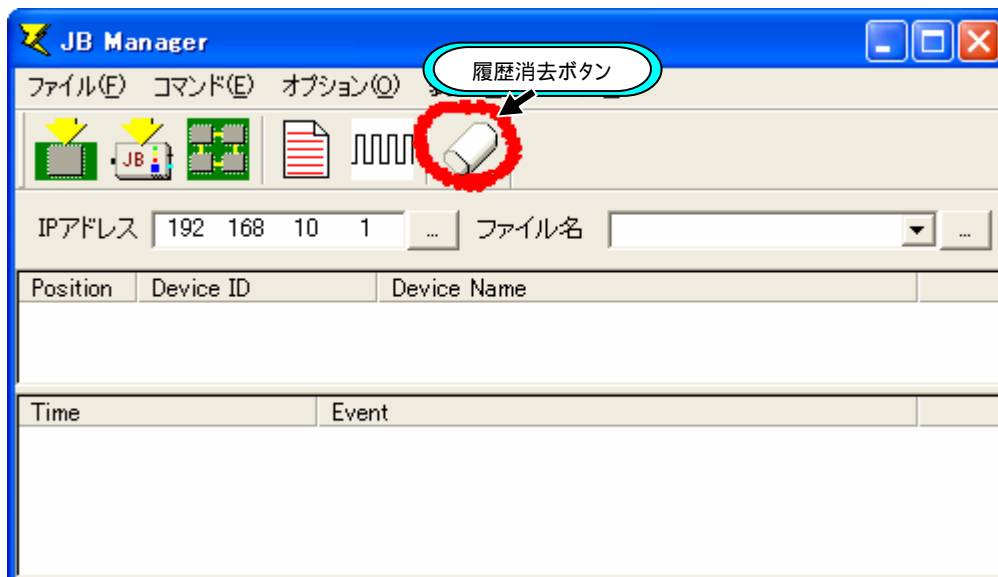 JB Manager
履歴消去ボタン
ファイル(F) コマンド(E) オプション(O)
JB
IPアドレス 192 168 10 1 ... ファイル名 ...
Position Device ID Device Name
Time Event